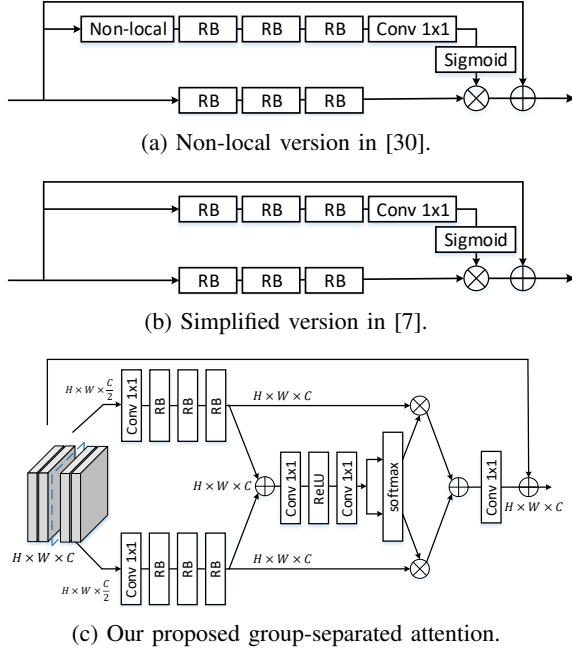 Non-local RB RB RB Conv 1x1
Sigmoid
RB RB RB
(a) Non-local version in [30].
RB RB RB Conv 1x1
Sigmoid
RB RB RB
(b) Simplified version in [7].
H × W × C/2
Conv 1x1 RB RB RB
H × W × C
H × W × C
Conv 1x1 ReLU Conv 1x1 softmax
Conv 1x1
H × W × C
H × W × C
H × W × C/2
Conv 1x1 RB RB RB
H × W × C
(c) Our proposed group-separated attention.